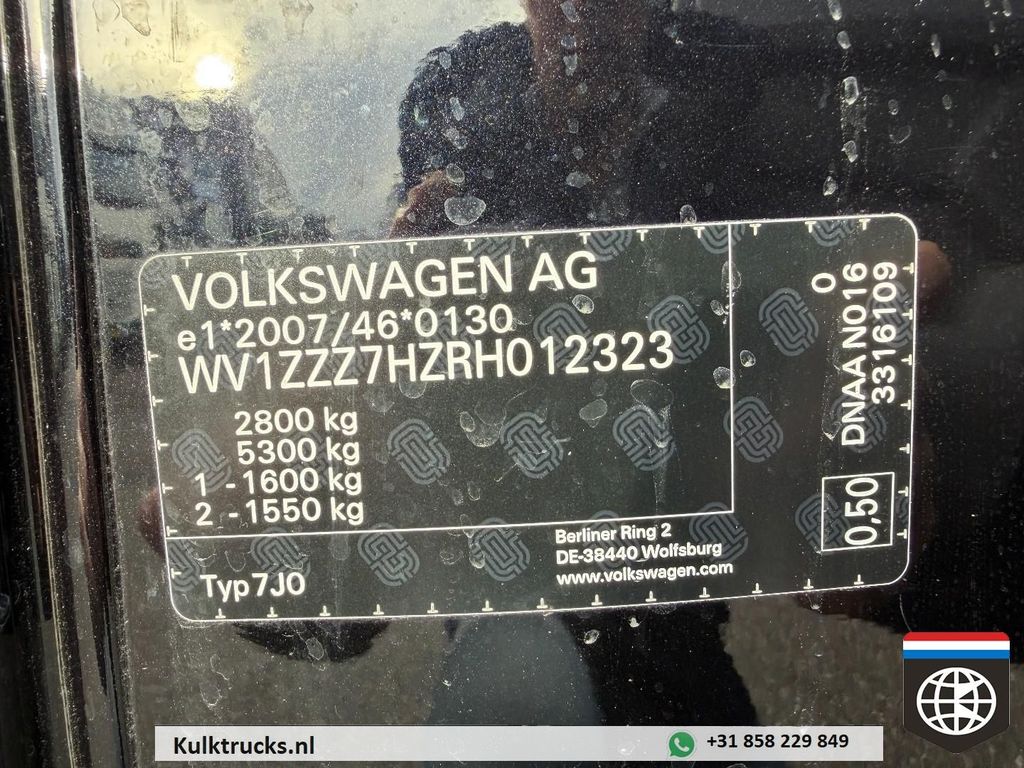 VOLKSWAGEN AG
e1*2007/46*0130
WV1ZZZ7HZRH012323
2800 kg
5300 kg
1 - 1600 kg
2 - 1550 kg
Typ 7J0
Berliner Ring 2
DE-38440 Wolfsburg
www.volkswagen.com
0
DNAAN016
3316109
0,50
Kulktrucks.nl
+31 858 229 849